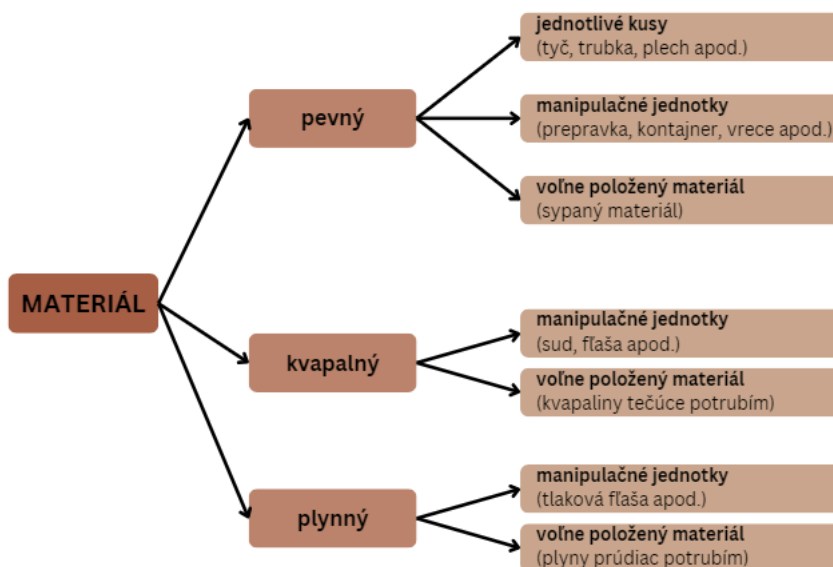 MATERIÁL
pevný
jednotlivé kusy
(tyč, trubka, plech apod.)
manipulačné jednotky
(prepravka, kontajner, vrece apod.)
voľne položený materiál
(sypaný materiál)
kvapalný
manipulačné jednotky
(sud, fľaša apod.)
voľne položený materiál
(kvapaliny tečúce potrubím)
plynný
manipulačné jednotky
(tlaková fľaša apod.)
voľne položený materiál
(plyny prúdiac potrubím)